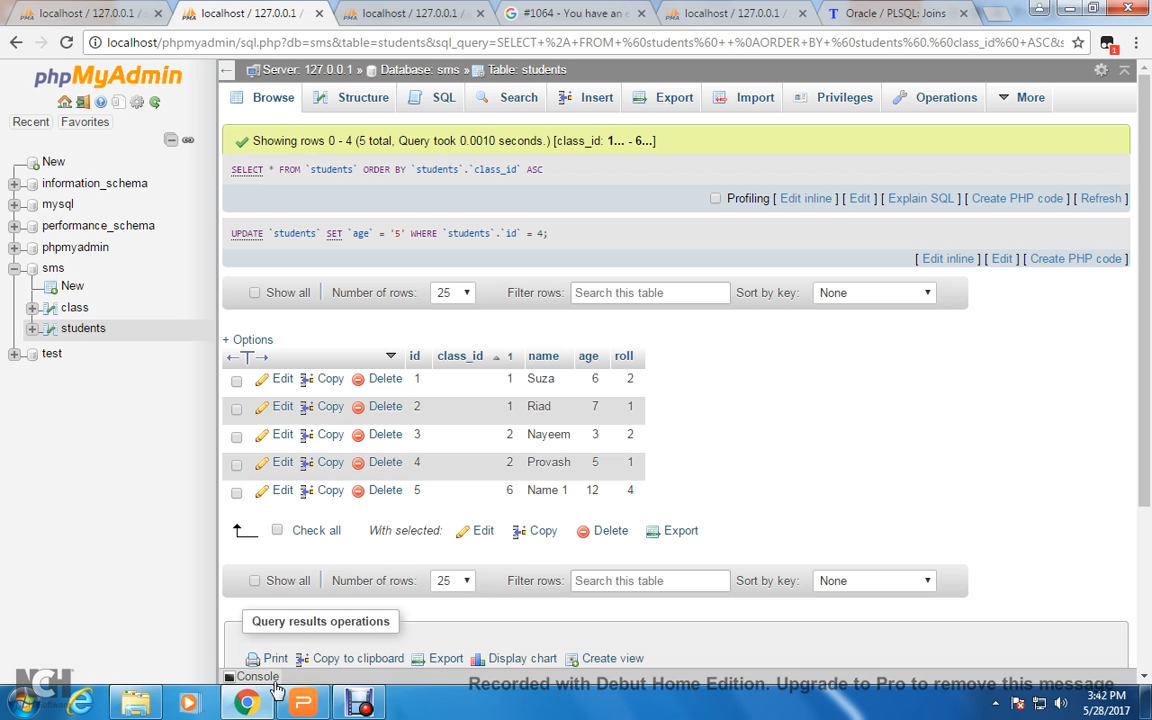 localhost / 127.0.0.1 /
localhost / 127.0.0.1 /
localhost / 127.0.0.1 /
#1064 - You have an e
localhost / 127.0.0.1 /
Oracle / PLSQL: Joins
localhost/phpmyadmin/sql.php?db=sms&table=students&sql_query=SELECT+%2A+FROM+%60students%60++%0AORDER+BY+%60students%60.%60class_id%60+ASC&s
1
phpMyAdmin
Recent Favorites
New
information_schema
mysql
performance_schema
phpmyadmin
sms
New
class
students
test
Server: 127.0.0.1 » Database: sms » Table: students
Browse Structure SQL Search Insert Export Import Privileges Operations More
Showing rows 0 - 4 (5 total, Query took 0.0010 seconds.) [class_id: 1... - 6...]
SELECT * FROM `students` ORDER BY `students`.`class_id` ASC
Profiling [ Edit inline ] [ Edit ] [ Explain SQL ] [ Create PHP code ] [ Refresh ]
UPDATE `students` SET `age` = '5' WHERE `students`.`id` = 4;
[ Edit inline ] [ Edit ] [ Create PHP code ]
Show all Number of rows: 25 Filter rows: Search this table Sort by key: None
+ Options
←T→ id class_id 1 name age roll
Edit Copy Delete 1 1 Suza 6 2
Edit Copy Delete 2 1 Riad 7 1
Edit Copy Delete 3 2 Nayeem 3 2
Edit Copy Delete 4 2 Provash 5 1
Edit Copy Delete 5 6 Name 1 12 4
Check all With selected: Edit Copy Delete Export
Show all Number of rows: 25 Filter rows: Search this table Sort by key: None
Query results operations
Print Copy to clipboard Export Display chart Create view
Console
NCH
Recorded with Debut Home Edition. Upgrade to Pro to remove this message
3:42 PM
5/28/2017